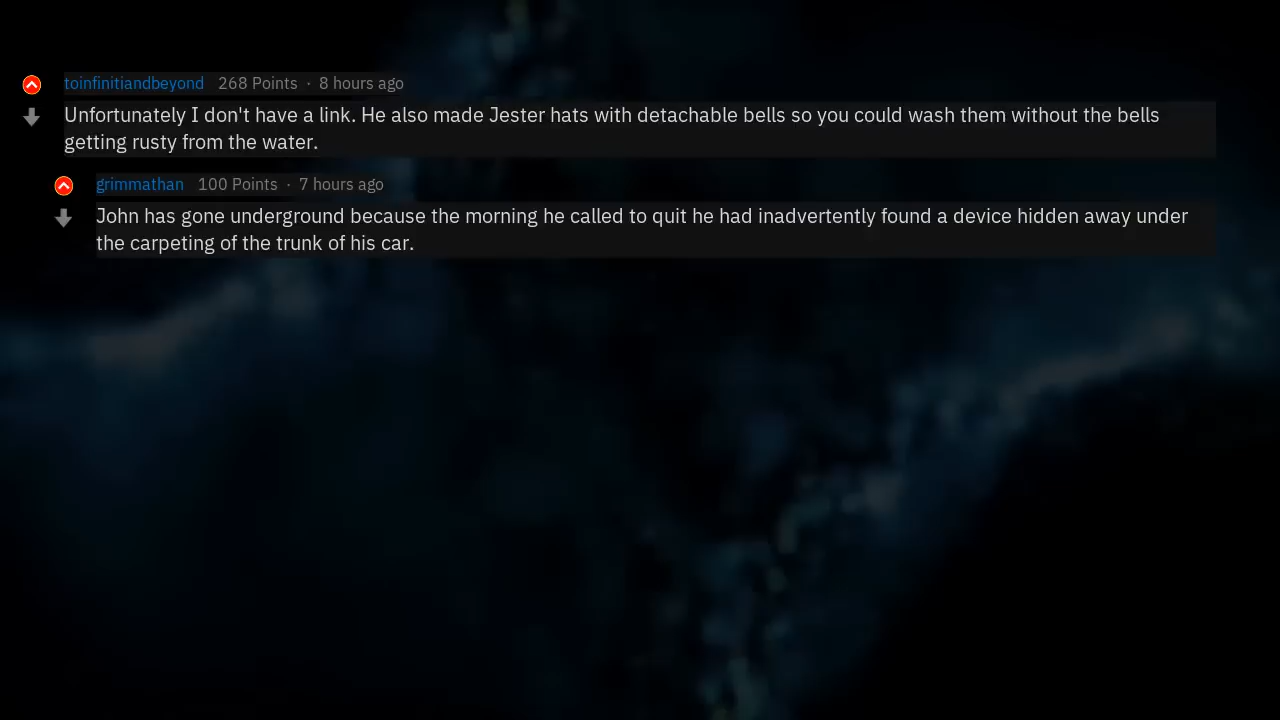 toinfinitiandbeyond 268 Points · 8 hours ago
Unfortunately I don't have a link. He also made Jester hats with detachable bells so you could wash them without the bells
getting rusty from the water.
grimmathan 100 Points · 7 hours ago
John has gone underground because the morning he called to quit he had inadvertently found a device hidden away under
the carpeting of the trunk of his car.